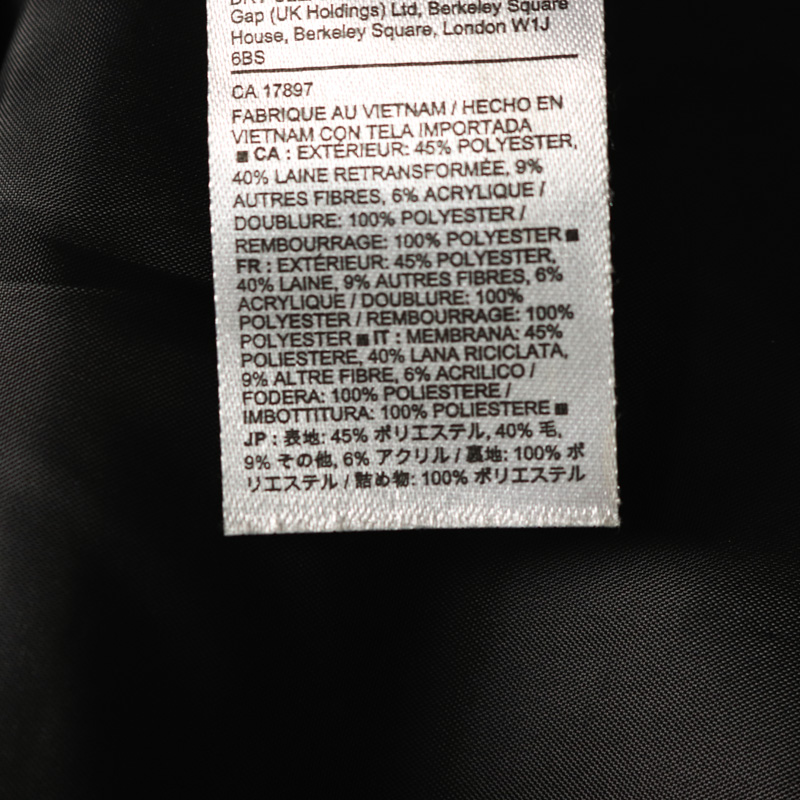 Gap (UK Holdings) Ltd, Berkeley Square
House, Berkeley Square, London W1J
6BS
CA 17897
FABRIQUE AU VIETNAM / HECHO EN
VIETNAM CON TELA IMPORTADA
■ CA : EXTÉRIEUR: 45% POLYESTER,
40% LAINE RETRANSFORMÉE, 9%
AUTRES FIBRES, 6% ACRYLIQUE /
DOUBLURE: 100% POLYESTER /
REMBOURRAGE: 100% POLYESTER ■
FR : EXTÉRIEUR: 45% POLYESTER,
40% LAINE, 9% AUTRES FIBRES, 6%
ACRYLIQUE / DOUBLURE: 100%
POLYESTER / REMBOURRAGE: 100%
POLYESTER ■ IT : MEMBRANA: 45%
POLIESTERE, 40% LANA RICICLATA,
9% ALTRE FIBRE, 6% ACRILICO /
FODERA: 100% POLIESTERE /
IMBOTTITURA: 100% POLIESTERE ■
JP : 表地: 45% ポリエステル, 40% 毛,
9% その他, 6% アクリル / 裏地: 100% ポ
リエステル / 詰め物: 100% ポリエステル